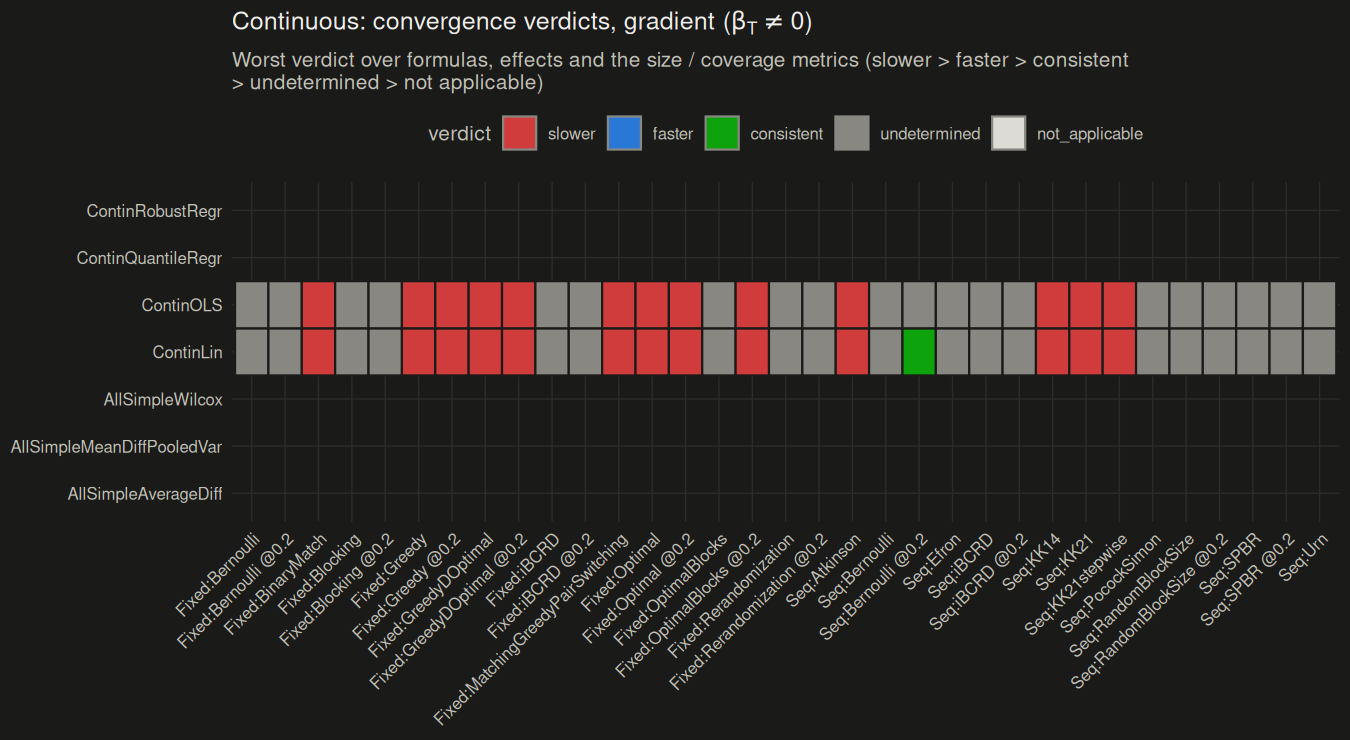 Continuous: convergence verdicts, gradient (βT ≠ 0)
Worst verdict over formulas, effects and the size / coverage metrics (slower > faster > consistent
> undetermined > not applicable)
verdict slower faster consistent undetermined not_applicable
ContinRobustRegr
ContinQuantileRegr
ContinOLS
ContinLin
AllSimpleWilcox
AllSimpleMeanDiffPooledVar
AllSimpleAverageDiff
Fixed:Bernoulli
Fixed:Bernoulli @0.2
Fixed:BinaryMatch
Fixed:Blocking
Fixed:Blocking @0.2
Fixed:Greedy
Fixed:Greedy @0.2
Fixed:GreedyDOptimal
Fixed:GreedyDOptimal @0.2
Fixed:iBCRD
Fixed:iBCRD @0.2
Fixed:MatchingGreedyPairSwitching
Fixed:Optimal
Fixed:Optimal @0.2
Fixed:OptimalBlocks
Fixed:OptimalBlocks @0.2
Fixed:Rerandomization
Fixed:Rerandomization @0.2
Seq:Atkinson
Seq:Bernoulli
Seq:Bernoulli @0.2
Seq:Efron
Seq:iBCRD
Seq:iBCRD @0.2
Seq:KK14
Seq:KK21
Seq:KK21stepwise
Seq:PocockSimon
Seq:RandomBlockSize
Seq:RandomBlockSize @0.2
Seq:SPBR
Seq:SPBR @0.2
Seq:Urn